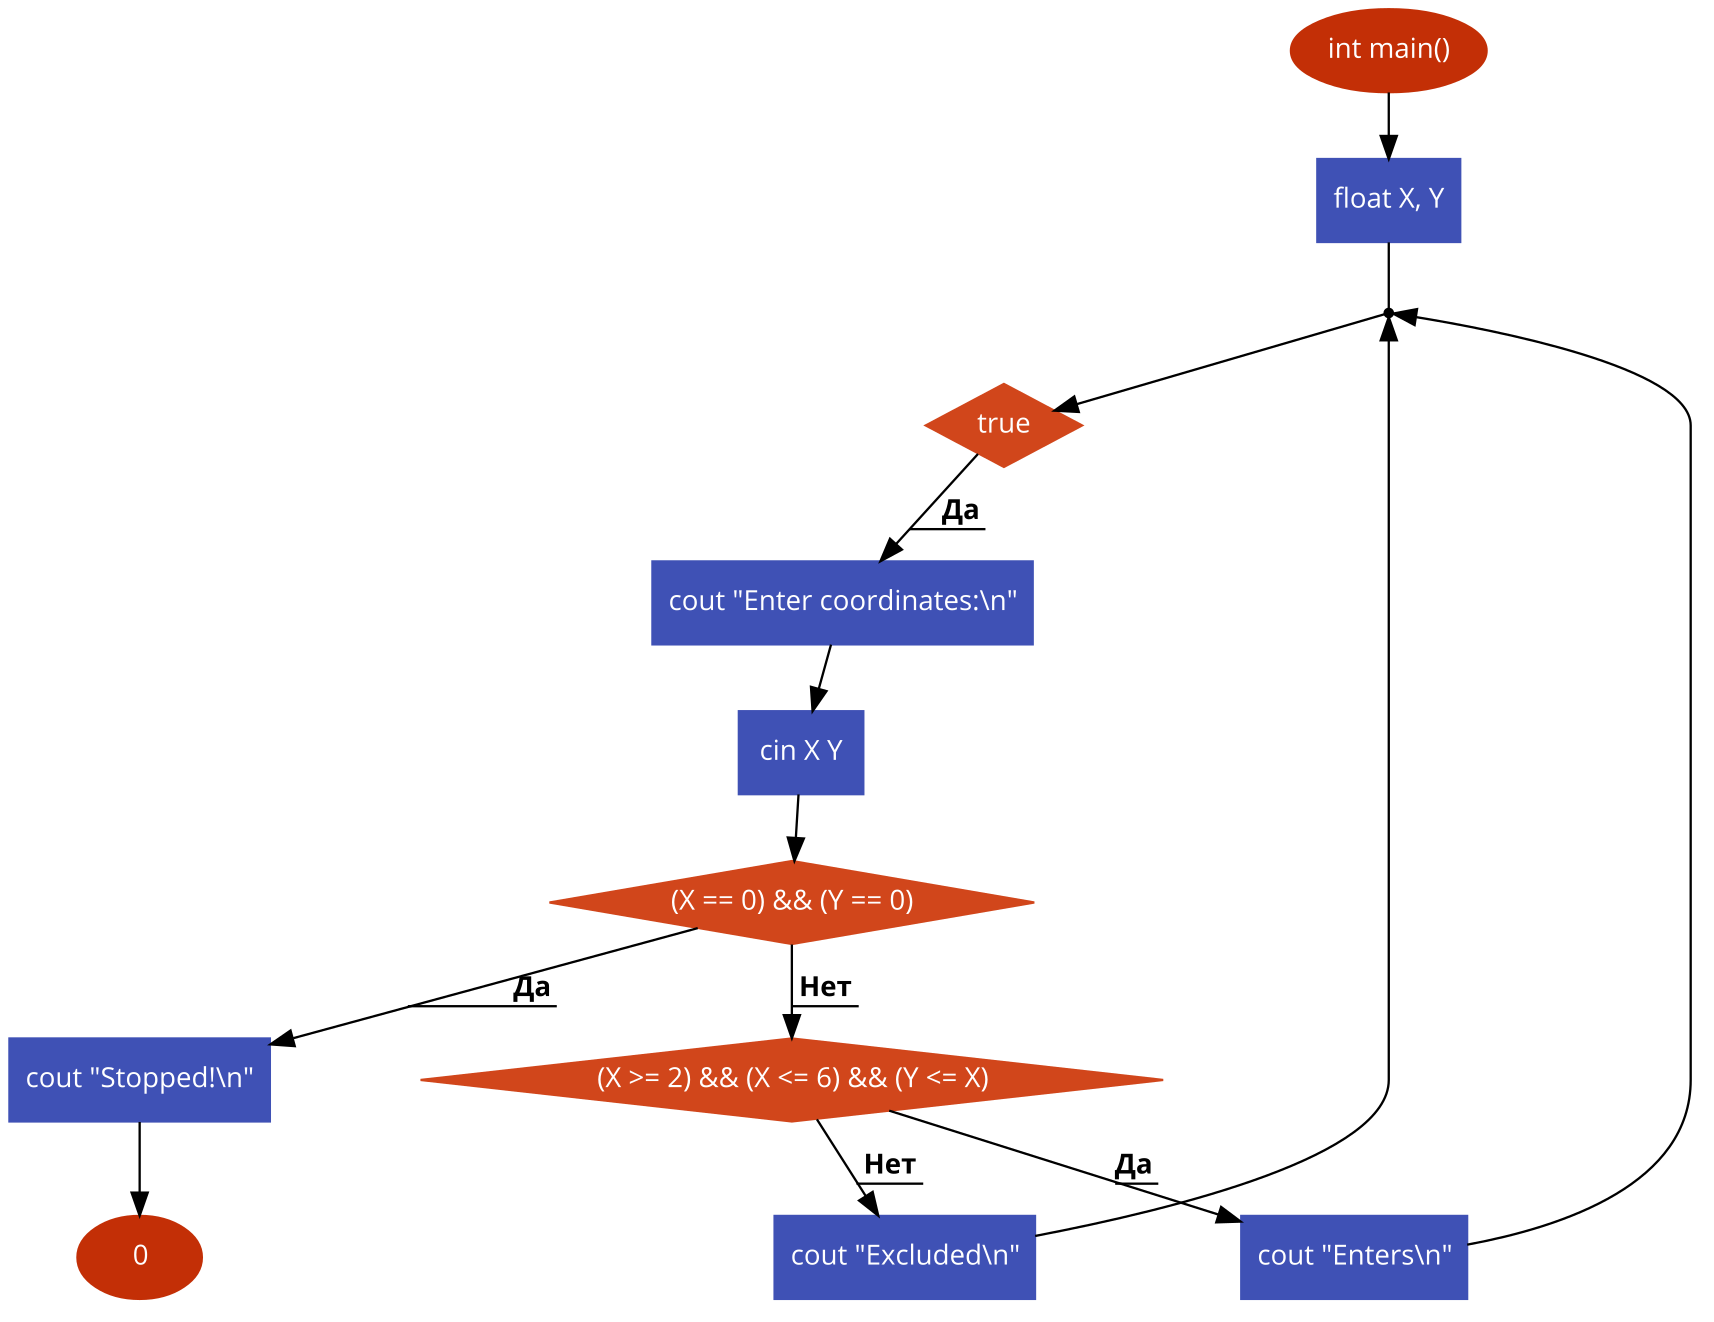 int main()
float X, Y
true
Да
cout "Enter coordinates:\n"
cin X Y
(X == 0) && (Y == 0)
Да
Нет
cout "Stopped!\n"
(X >= 2) && (X <= 6) && (Y <= X)
Нет
Да
0
cout "Excluded\n"
cout "Enters\n"